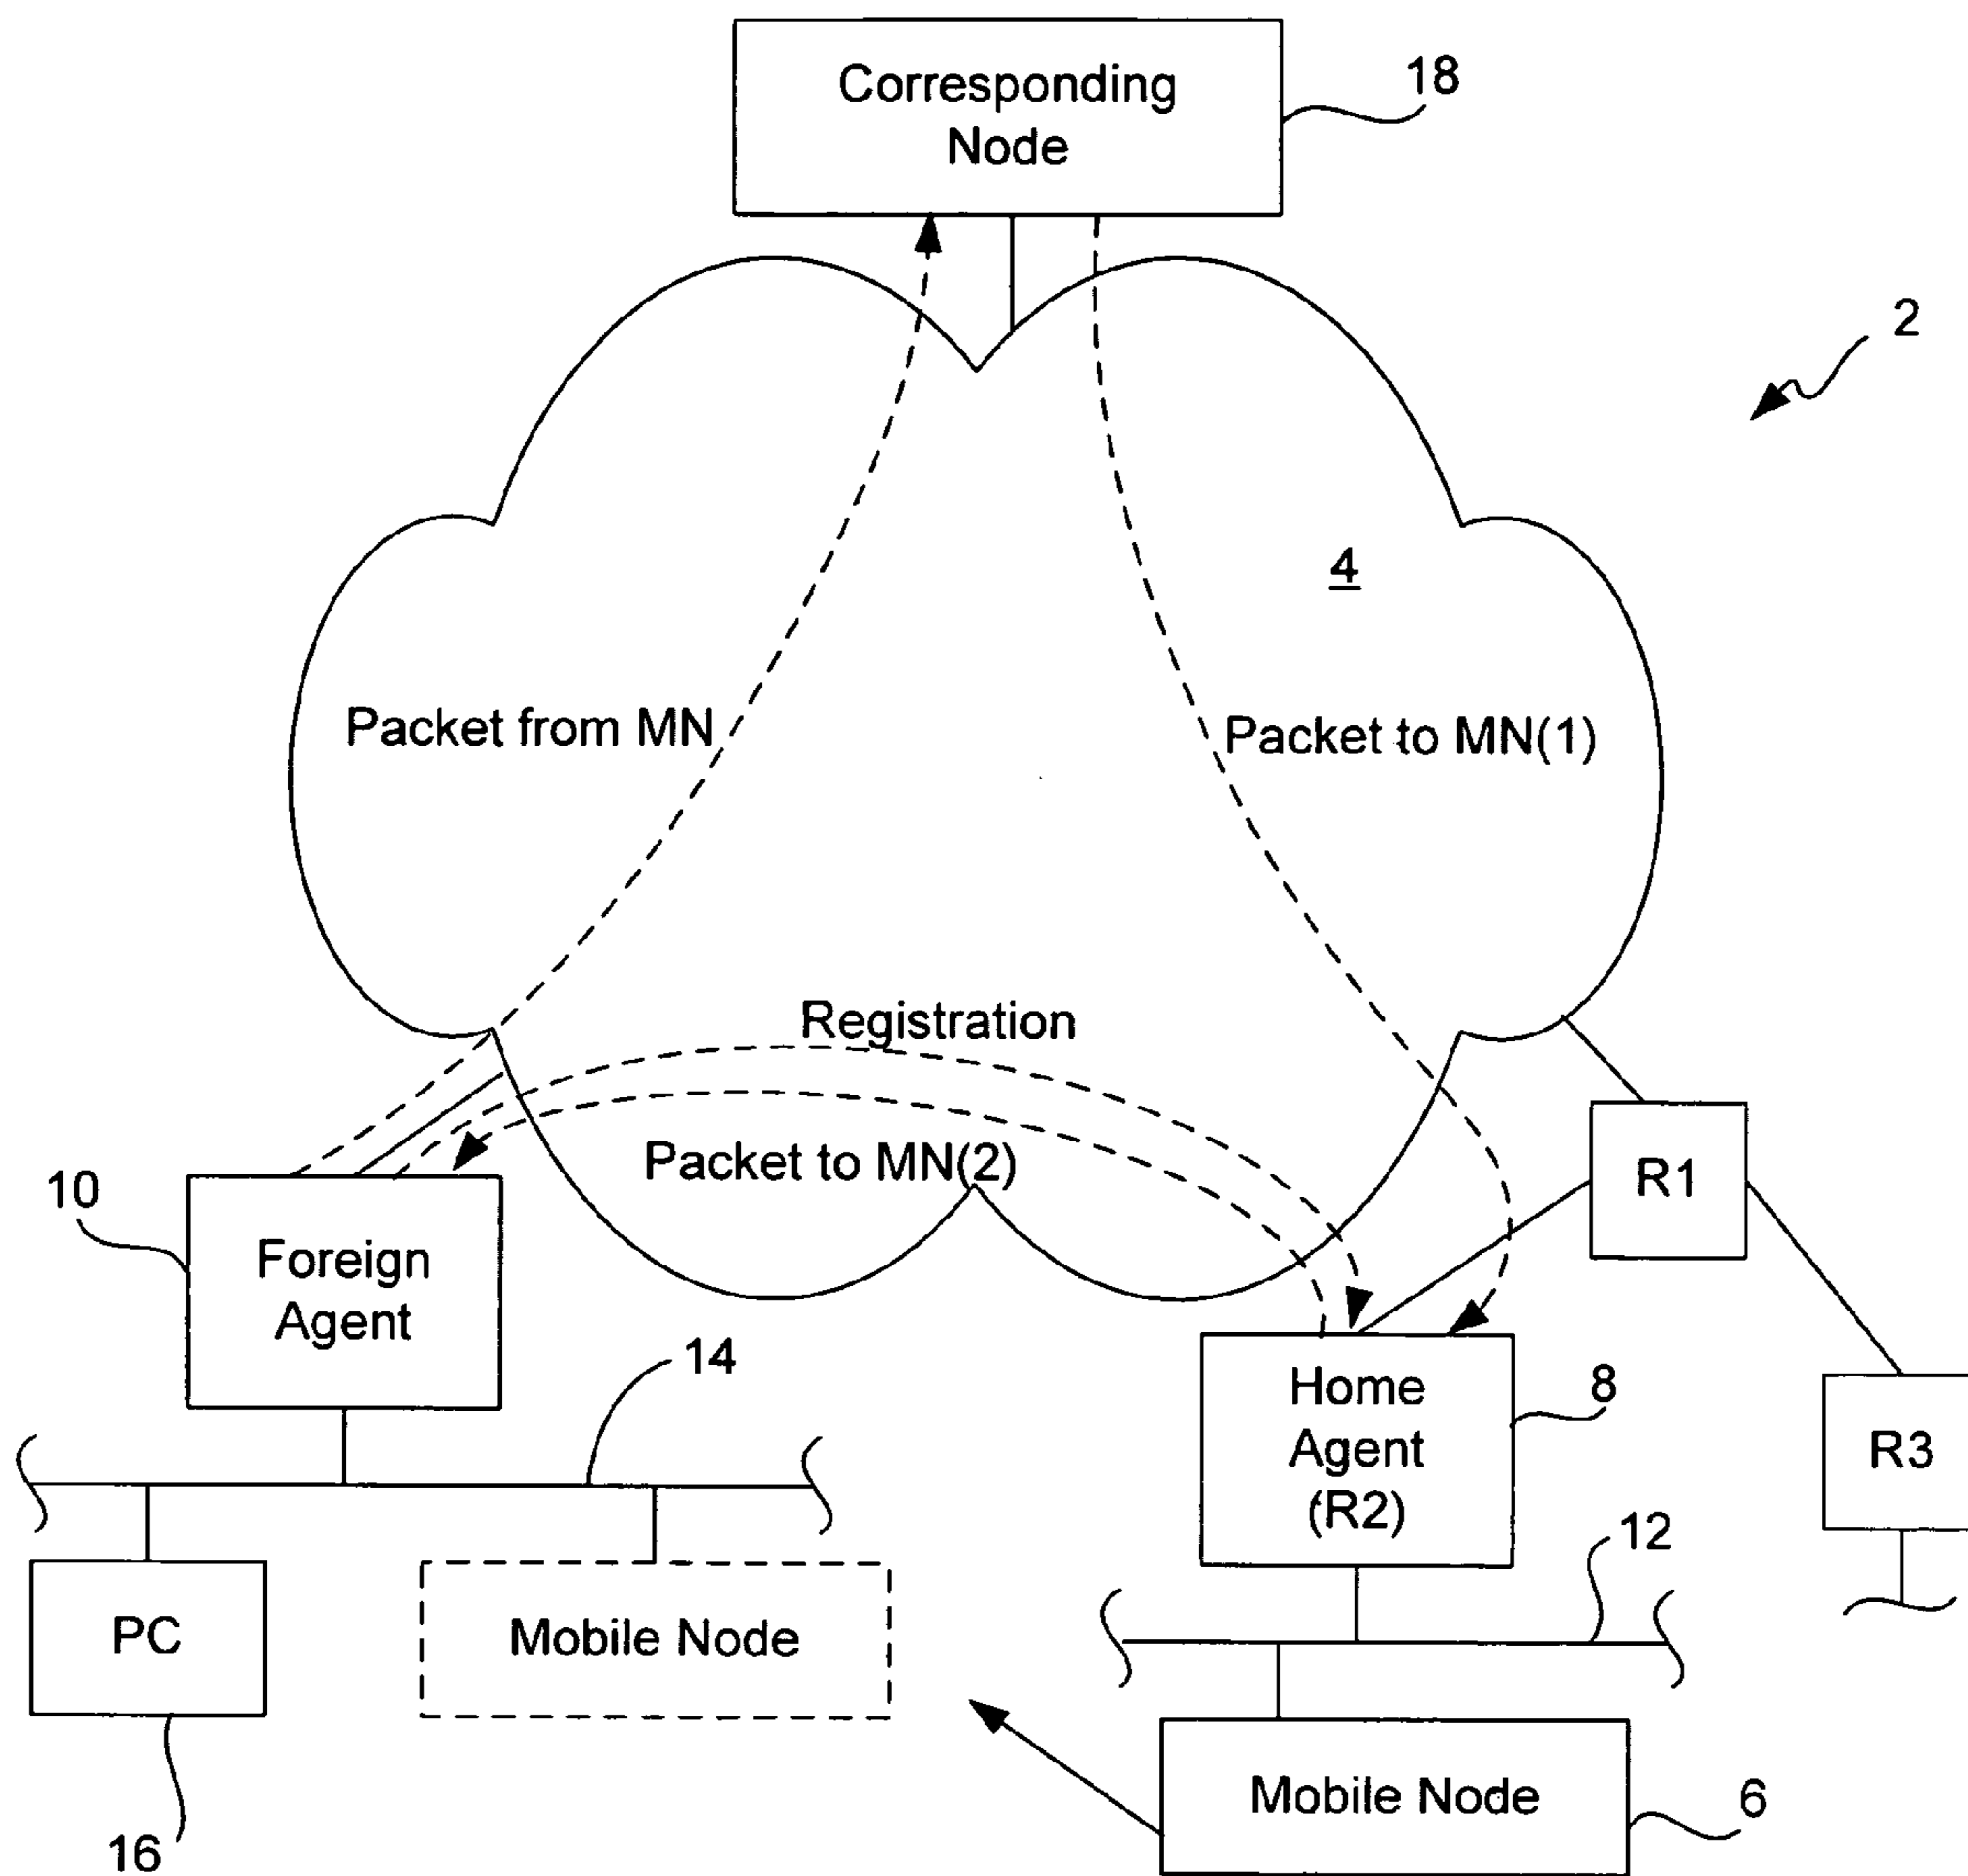 Corresponding
Node
18
2
4
Packet from MN
Packet to MN(1)
Registration
Packet to MN(2)
R1
10
Foreign
Agent
14
Home
Agent
(R2)
8
R3
12
PC
Mobile Node
Mobile Node
6
16